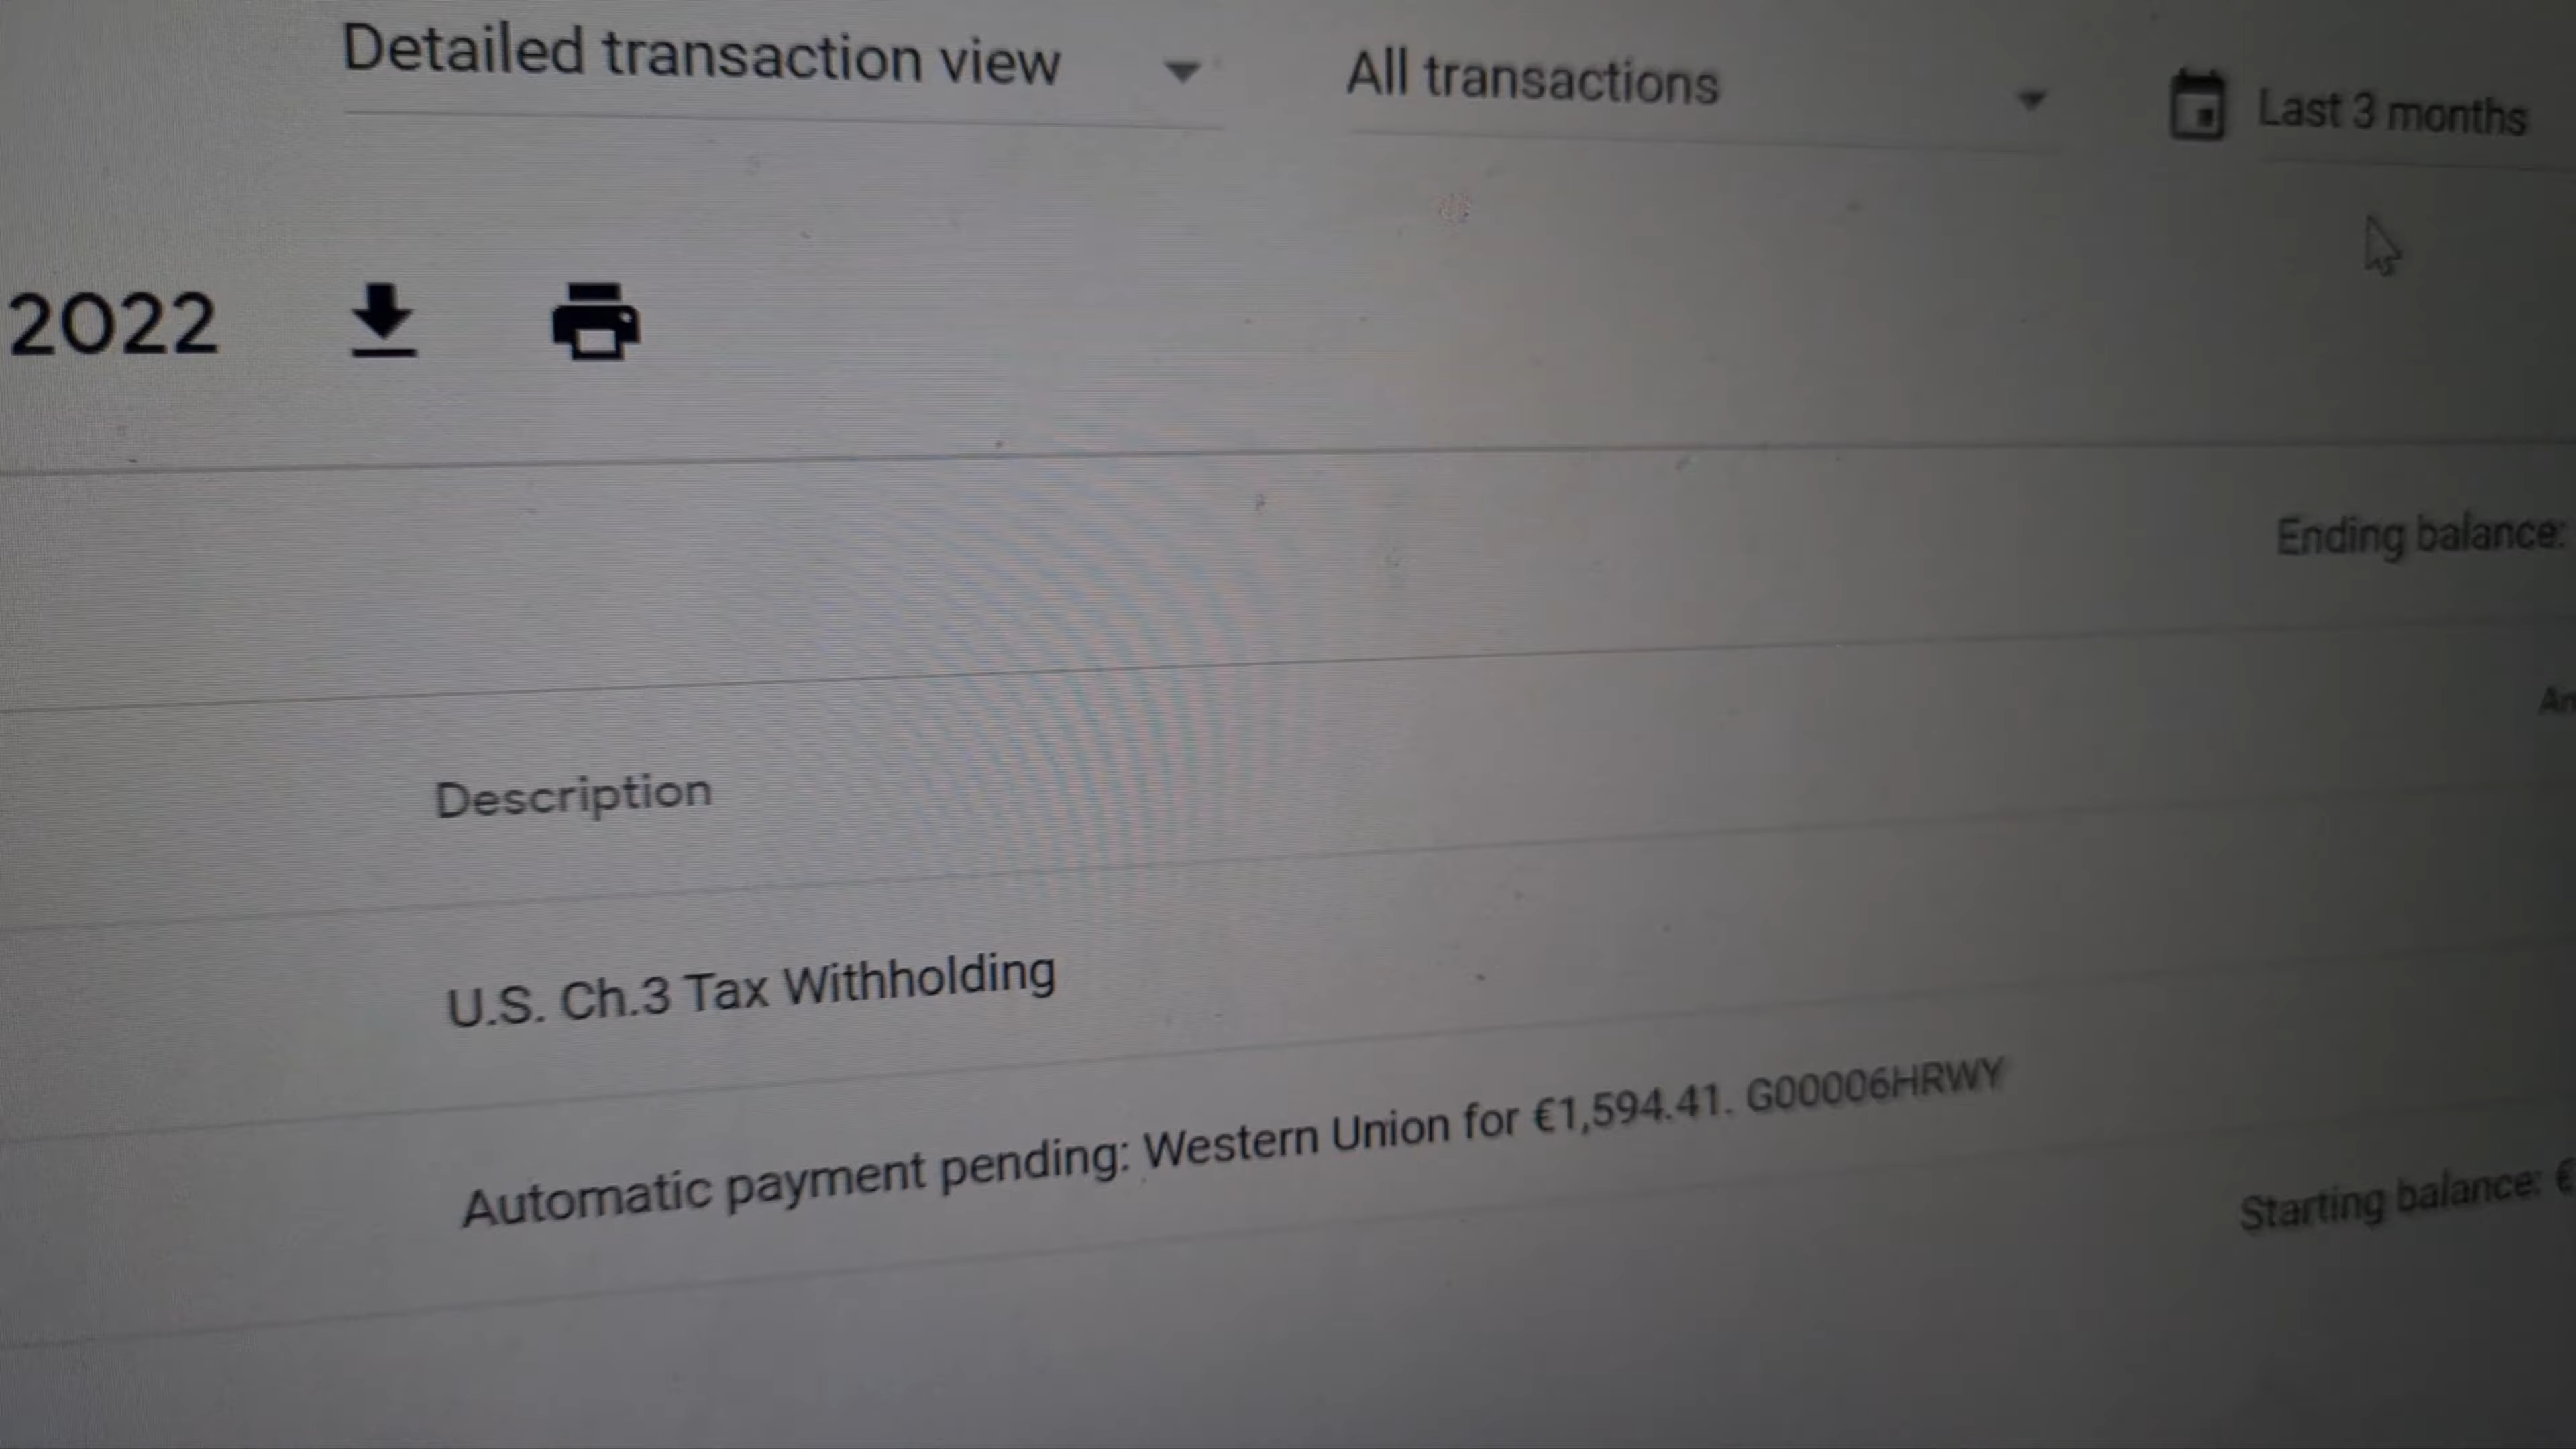 Detailed transaction view
All transactions
Last 3 months
2022
Ending balance:
Description
U.S. Ch.3 Tax Withholding
Automatic payment pending: Western Union for €1,594.41. G00006HRWY
Starting balance: €